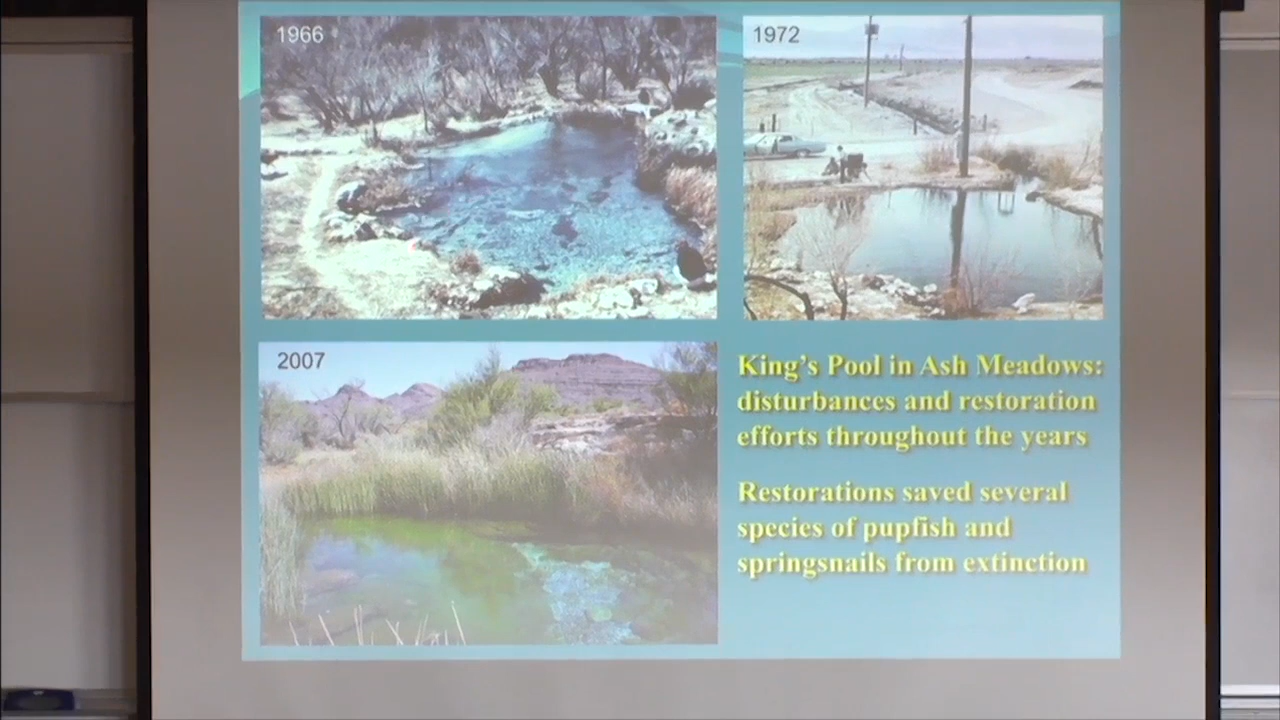 1966
1972
2007
King's Pool in Ash Meadows:
disturbances and restoration
efforts throughout the years
Restorations saved several
species of pupfish and
springsnails from extinction